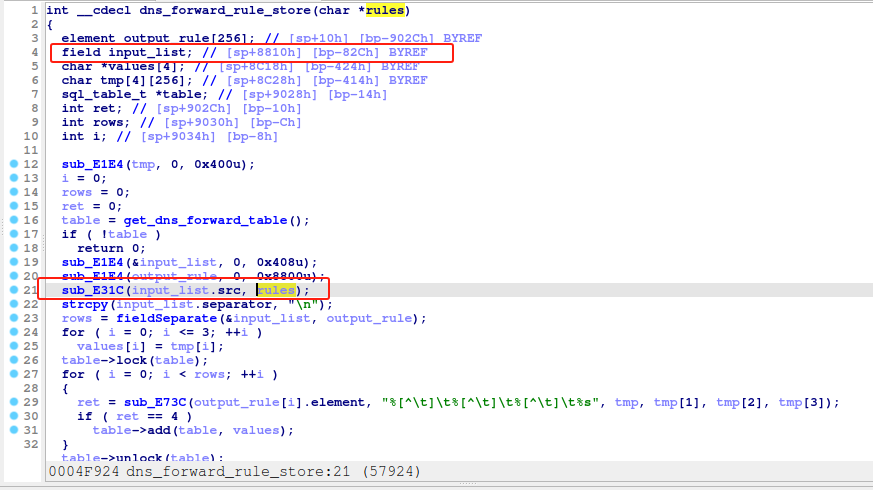 1 int __cdecl dns_forward_rule_store(char *rules)
2 {
3 element output_rule[256]; // [sp+10h] [bp-902Ch] BYREF
4 field input_list; // [sp+8810h] [bp-82Ch] BYREF
5 char *values[4]; // [sp+8C18h] [bp-424h] BYREF
6 char tmp[4][256]; // [sp+8C28h] [bp-414h] BYREF
7 sql_table_t *table; // [sp+9028h] [bp-14h]
8 int ret; // [sp+902Ch] [bp-10h]
9 int rows; // [sp+9030h] [bp-Ch]
10 int i; // [sp+9034h] [bp-8h]
11
12 sub_E1E4(tmp, 0, 0x400u);
13 i = 0;
14 rows = 0;
15 ret = 0;
16 table = get_dns_forward_table();
17 if ( !table )
18 return 0;
19 sub_E1E4(&input_list, 0, 0x408u);
20 sub_E1E4(output_rule, 0, 0x8800u);
21 sub_E31C(input_list.src, rules);
22 strcpy(input_list.separator, "\n");
23 rows = fieldSeparate(&input_list, output_rule);
24 for ( i = 0; i <= 3; ++i )
25 values[i] = tmp[i];
26 table->lock(table);
27 for ( i = 0; i < rows; ++i )
28 {
29 ret = sub_E73C(output_rule[i].element, "%[^\t]\t%[^\t]\t%[^\t]\t%s", tmp, tmp[1], tmp[2], tmp[3]);
30 if ( ret == 4 )
31 table->add(table, values);
32 }
table->unlock(table);
0004F924 dns_forward_rule_store:21 (57924)